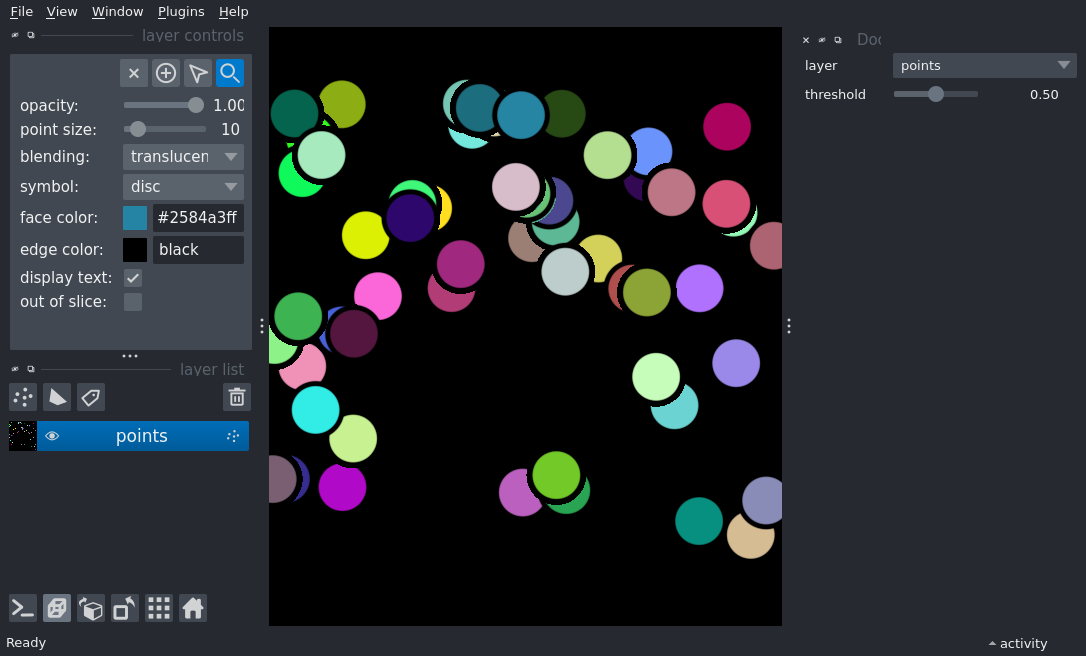 File View Window Plugins Help
layer controls
opacity: 1.00
point size: 10
blending: translucen
symbol: disc
face color: #2584a3ff
edge color: black
display text:
out of slice:
layer list
points
Doc
layer points
threshold 0.50
Ready
activity